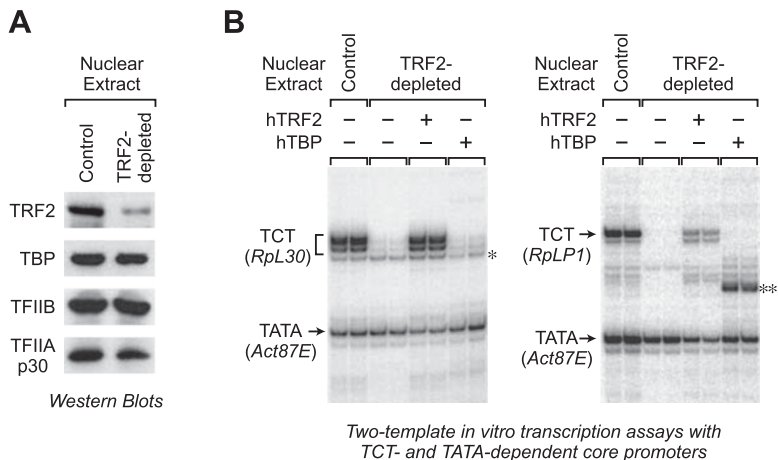 A
Nuclear
Extract
Control
TRF2-
depleted
TRF2
TBP
TFIIB
TFIIA
p30
Western Blots
B
Nuclear
Extract
Control
TRF2-
depleted
hTRF2 – – + –
hTBP – – – +
TCT
(RpL30)
*
TATA
(Act87E)
Nuclear
Extract
Control
TRF2-
depleted
hTRF2 – – + –
hTBP – – – +
TCT
(RpLP1)
**
TATA
(Act87E)
Two-template in vitro transcription assays with
TCT- and TATA-dependent core promoters